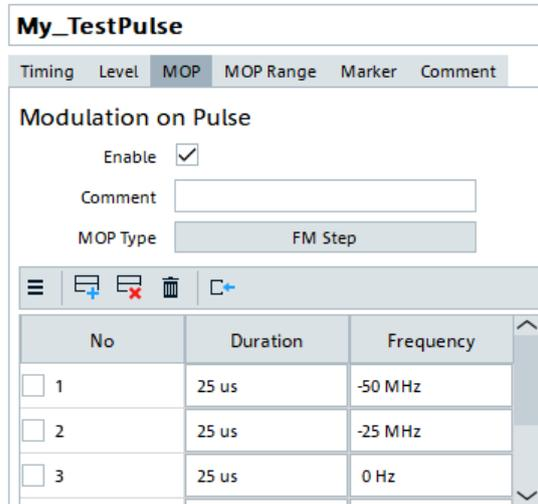 My_TestPulse
Timing Level MOP MOP Range Marker Comment
Modulation on Pulse
Enable
Comment
MOP Type FM Step
No Duration Frequency
1 25 us -50 MHz
2 25 us -25 MHz
3 25 us 0 Hz